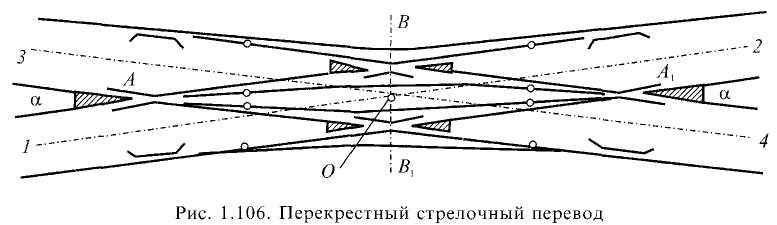 B
3
2
A
A₁
α
α
1
4
O
B₁
Рис. 1.106. Перекрестный стрелочный перевод